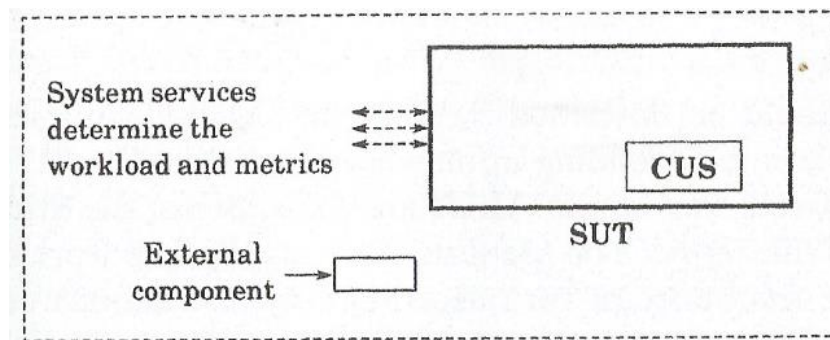 System services
determine the
workload and metrics
CUS
SUT
External
component